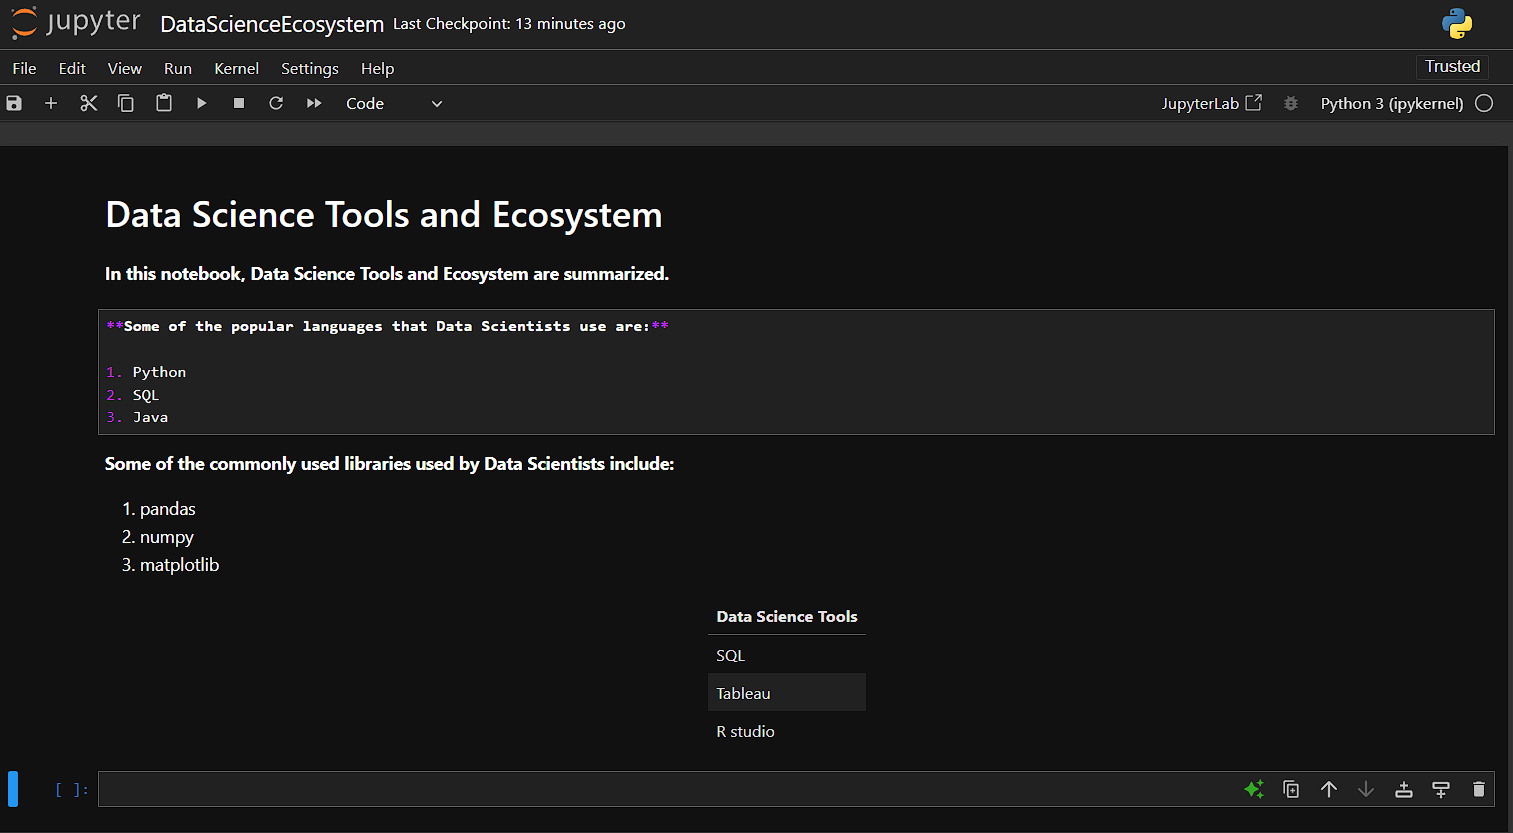 jupyter DataScienceEcosystem Last Checkpoint: 13 minutes ago
File Edit View Run Kernel Settings Help Trusted
Code JupyterLab Python 3 (ipykernel)
Data Science Tools and Ecosystem
In this notebook, Data Science Tools and Ecosystem are summarized.
**Some of the popular languages that Data Scientists use are:**
1. Python
2. SQL
3. Java
Some of the commonly used libraries used by Data Scientists include:
1. pandas
2. numpy
3. matplotlib
Data Science Tools
SQL
Tableau
R studio
[ ]: